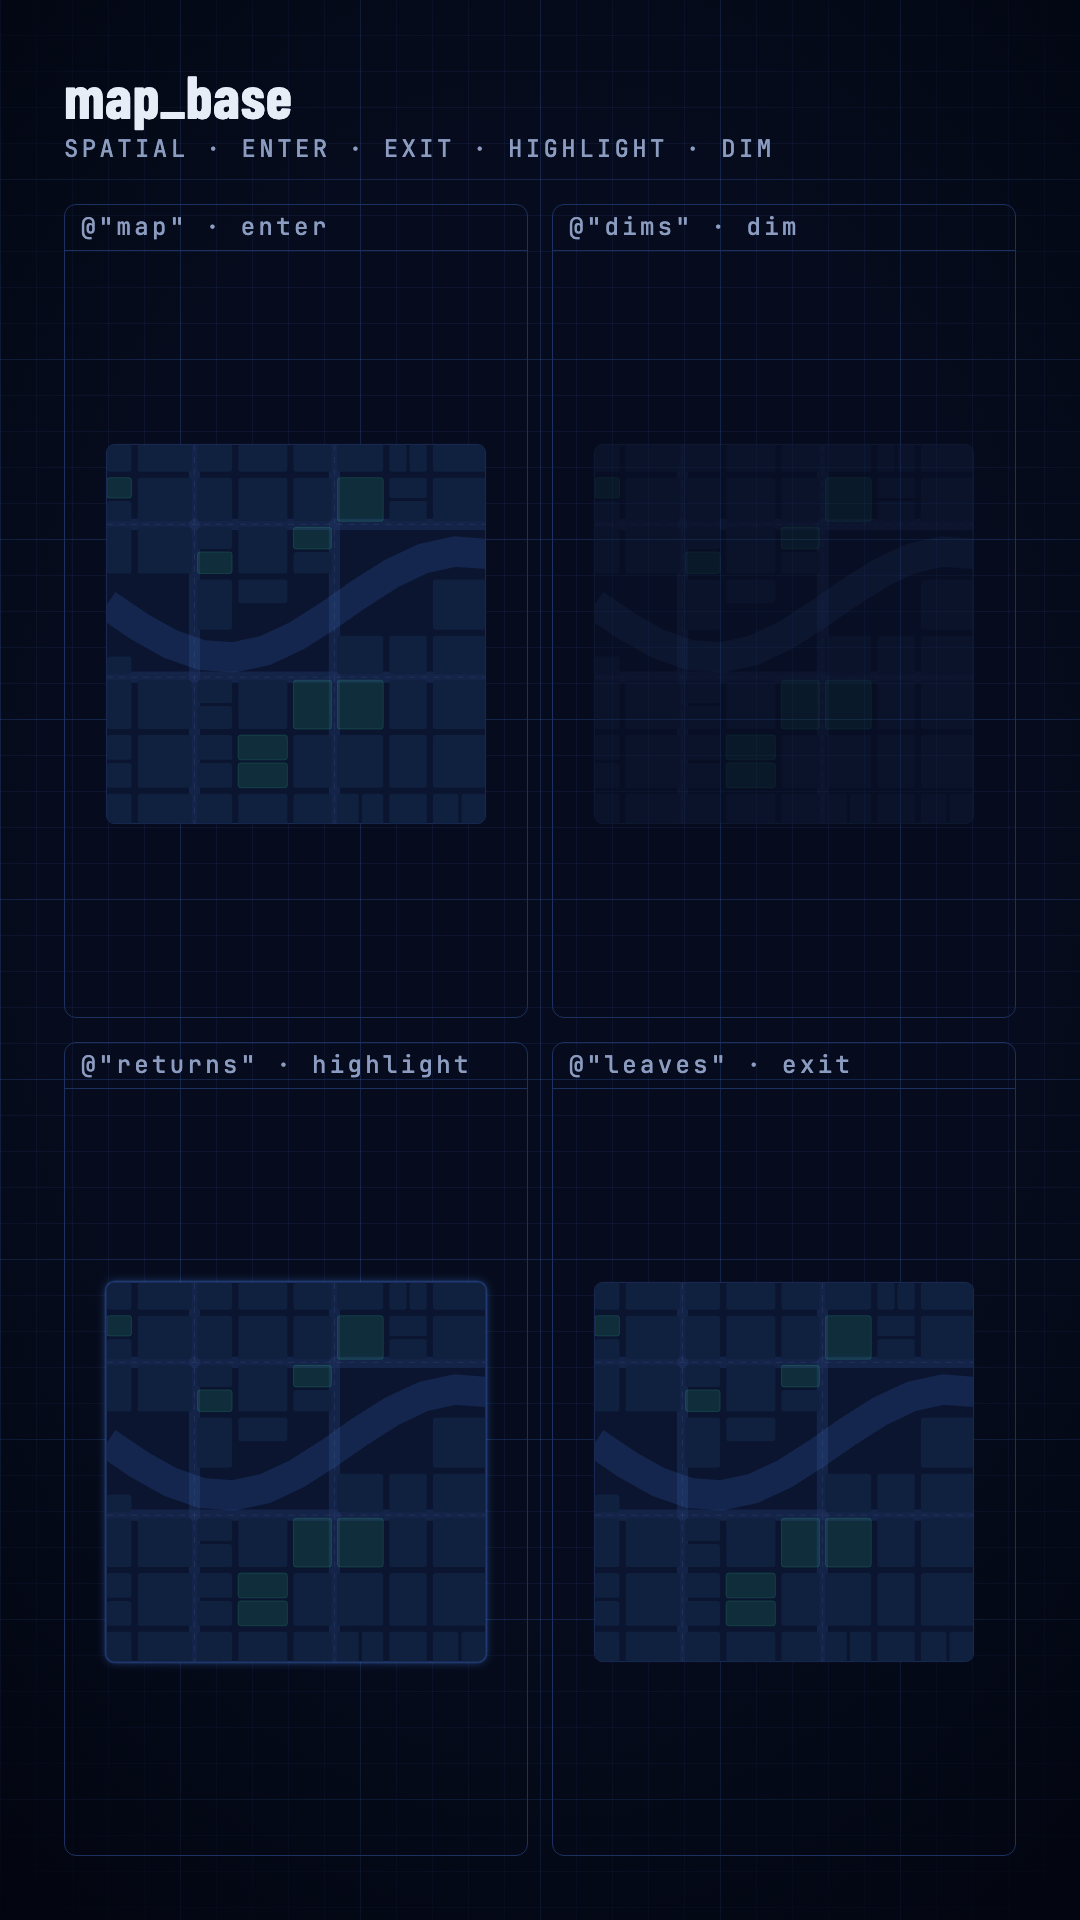 map_base
SPATIAL · ENTER · EXIT · HIGHLIGHT · DIM
@"map" · enter
@"dims" · dim
@"returns" · highlight
@"leaves" · exit